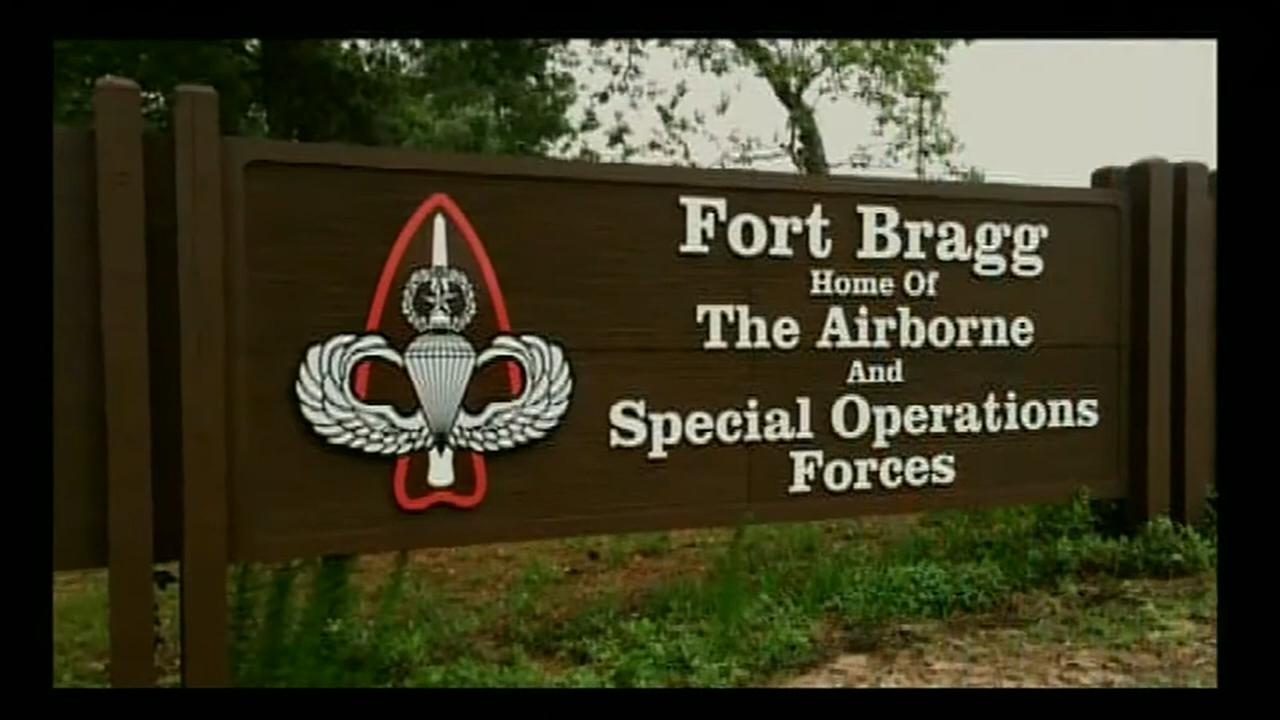 Fort Bragg
Home Of
The Airborne
And
Special Operations
Forces